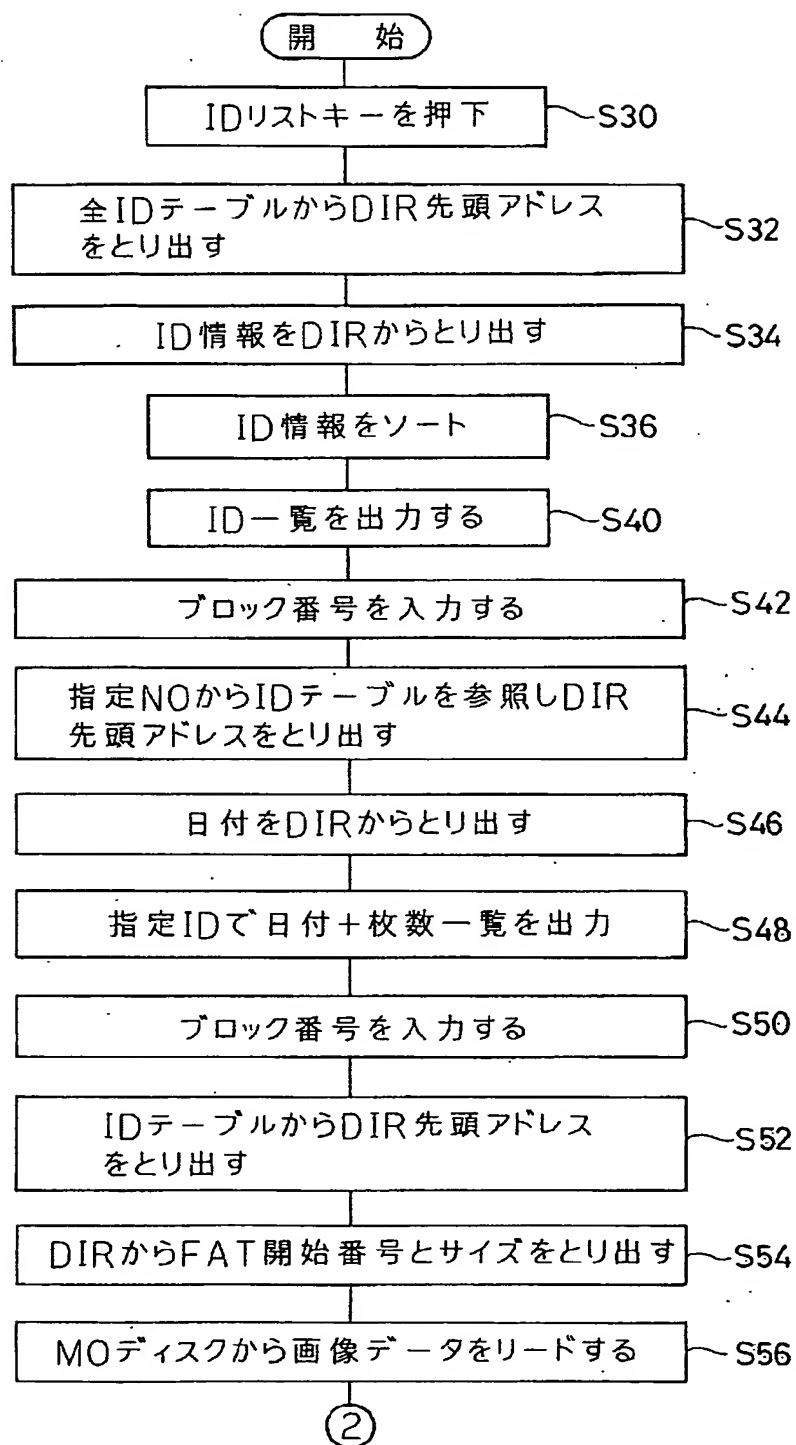 開 始
IDリストキーを押下
S30
全IDテーブルからDIR先頭アドレス
をとり出す
S32
ID情報をDIRからとり出す
S34
ID情報をソート
S36
ID一覧を出力する
S40
ブロック番号を入力する
S42
指定NOからIDテーブルを参照しDIR
先頭アドレスをとり出す
S44
日付をDIRからとり出す
S46
指定IDで日付+枚数一覧を出力
S48
ブロック番号を入力する
S50
IDテーブルからDIR先頭アドレス
をとり出す
S52
DIRからFAT開始番号とサイズをとり出す
S54
MOディスクから画像データをリードする
S56
2